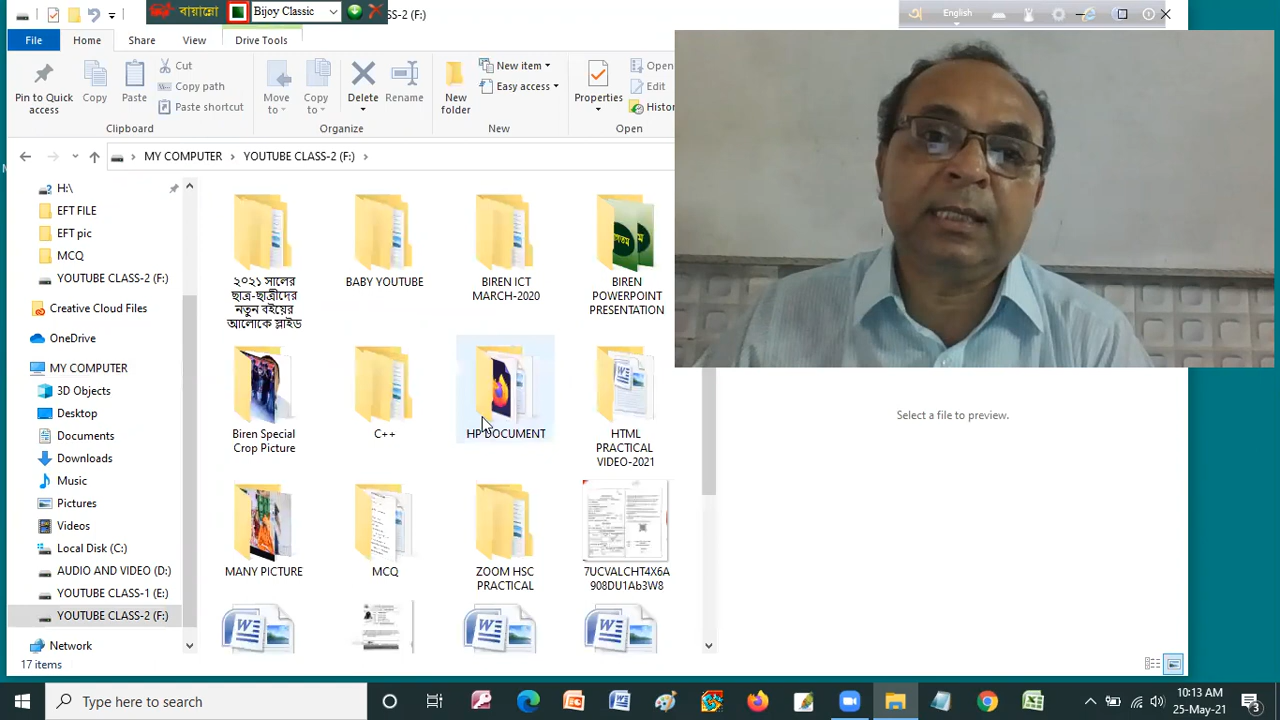 বায়ান্নো Bijoy Classic
-2 (F:)
English
File Home Share View Drive Tools
Pin to Quick access
Copy
Paste
Cut
Copy path
Paste shortcut
Clipboard
Move to
Copy to
Delete
Rename
Organize
New folder
New item
Easy access
New
Properties
Open
Edit
Histor
Open
MY COMPUTER YOUTUBE CLASS-2 (F:)
H:\
EFT FILE
EFT pic
MCQ
YOUTUBE CLASS-2 (F:)
Creative Cloud Files
OneDrive
MY COMPUTER
3D Objects
Desktop
Documents
Downloads
Music
Pictures
Videos
Local Disk (C:)
AUDIO AND VIDEO (D:)
YOUTUBE CLASS-1 (E:)
YOUTUBE CLASS-2 (F:)
Network
২০২১ সালের
ছাত্র-ছাত্রীদের
নতুন বইয়ের
আলোকে স্লাইড
BABY YOUTUBE
BIREN ICT
MARCH-2020
BIREN
POWERPOINT
PRESENTATION
Biren Special
Crop Picture
C++
HP DOCUMENT
HTML
PRACTICAL
VIDEO-2021
MANY PICTURE
MCQ
ZOOM HSC
PRACTICAL
7UCVALCHT4X6A
908DU1Ab3W8
Select a file to preview.
17 items
Type here to search
10:13 AM
25-May-21
3